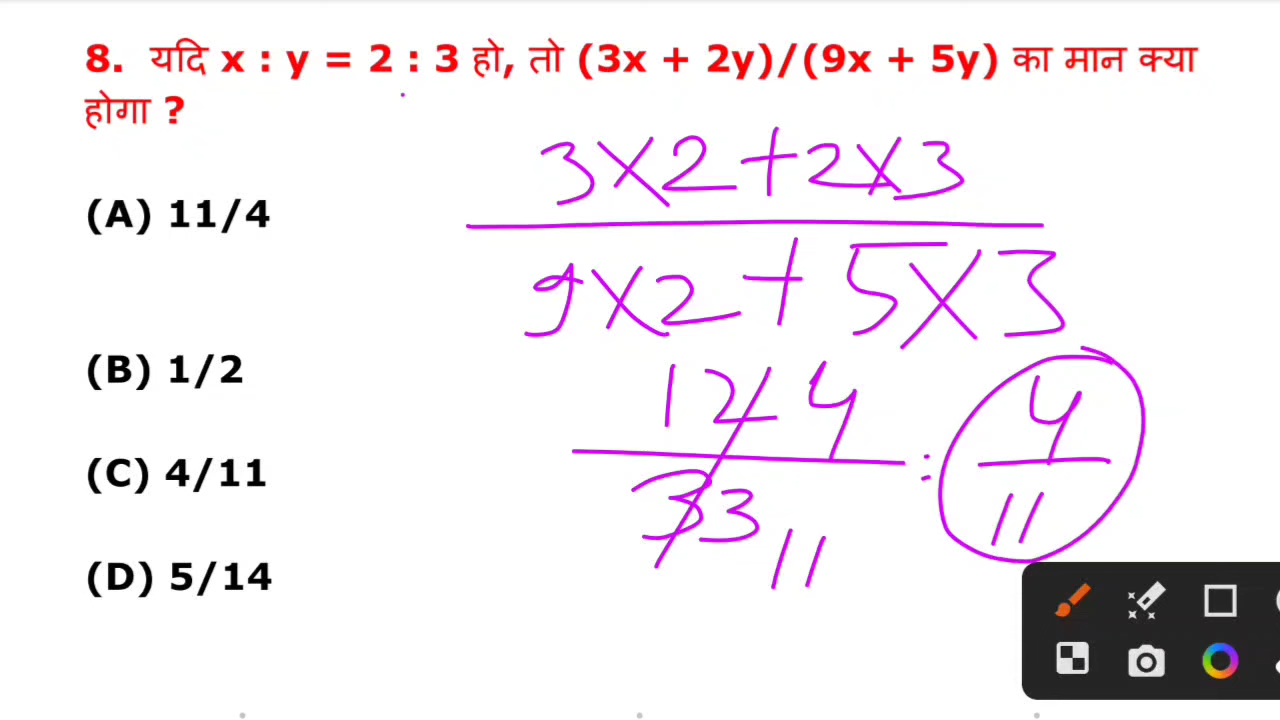 8. यदि x : y = 2 : 3 हो, तो (3x + 2y)/(9x + 5y) का मान क्या
होगा ?
3×2+2×3
(A) 11/4
9×2+5×3
(B) 1/2
12 4
4
(C) 4/11
33 11
:
11
(D) 5/14